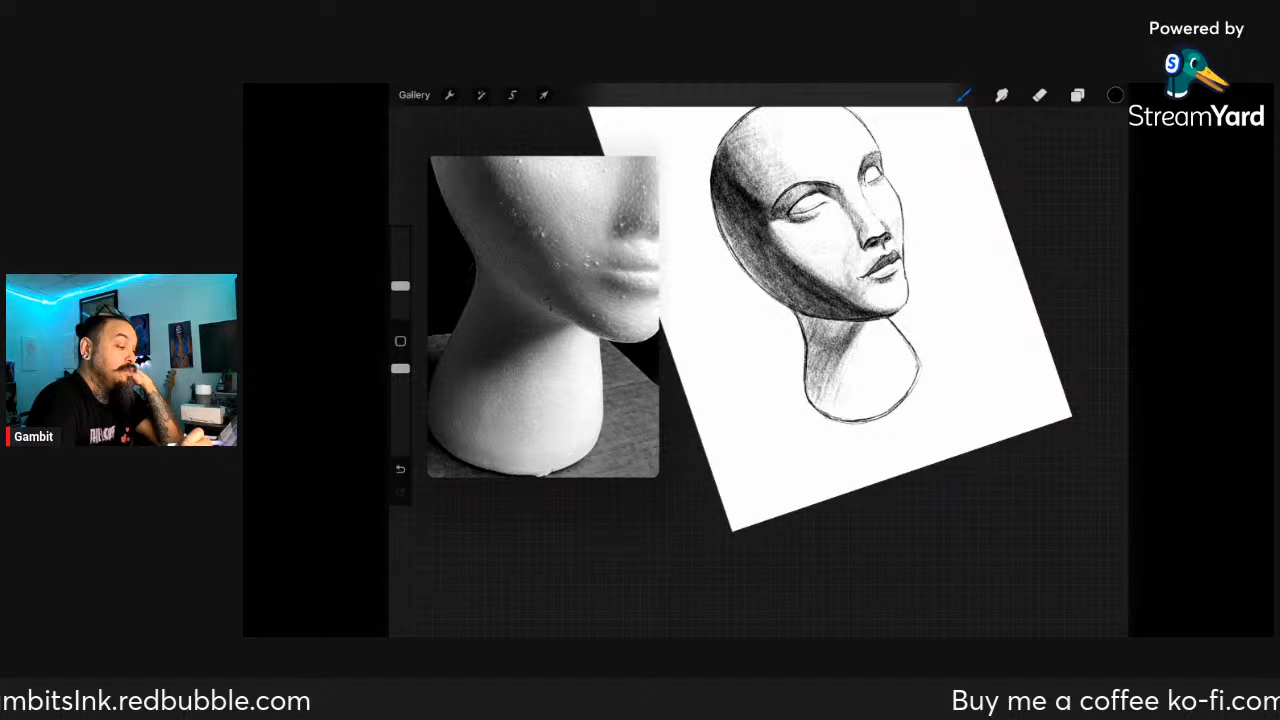 Powered by
S
StreamYard
Gallery
Gambit
mbitsInk.redbubble.com
Buy me a coffee ko-fi.com